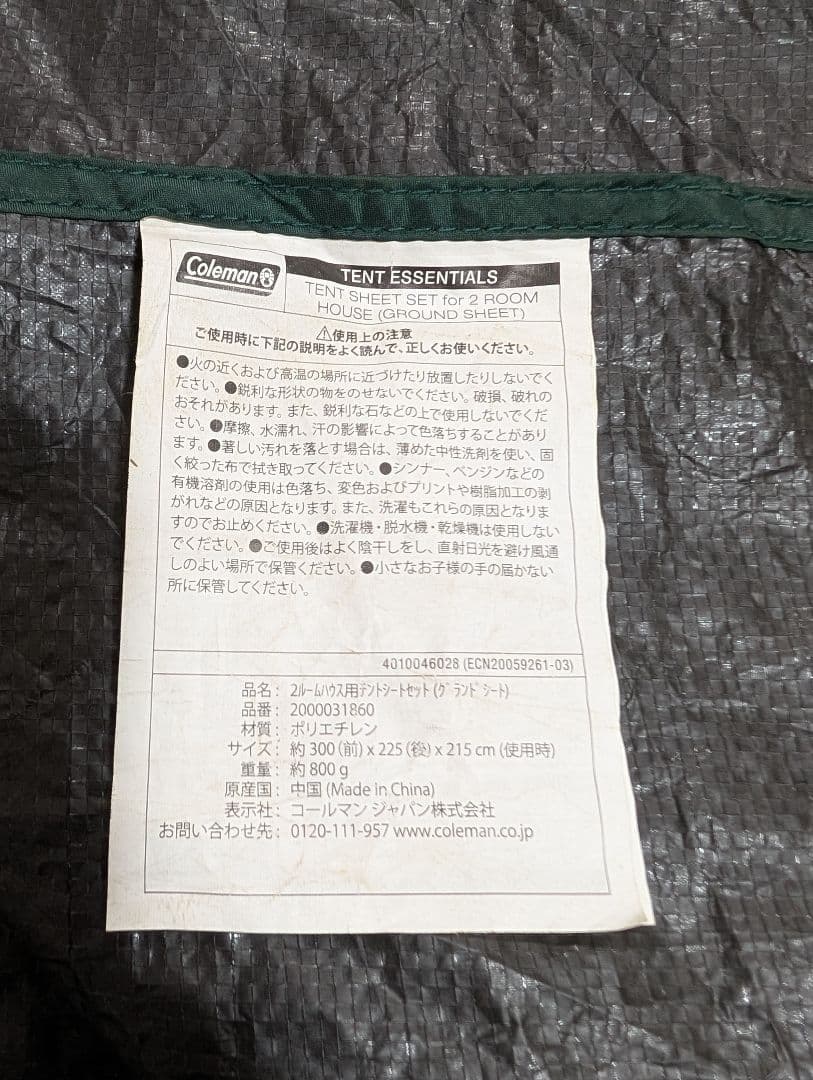 Coleman
TENT ESSENTIALS
TENT SHEET SET for 2 ROOM
HOUSE (GROUND SHEET)
⚠使用上の注意
ご使用時に下記の説明をよく読んで、正しくお使いください。
●火の近くおよび高温の場所に近づけたり放置したりしないでく
ださい。●鋭利な形状の物をのせないでください。破損、破れの
おそれがあります。また、鋭利な石などの上で使用しないでくだ
さい。●摩擦、水濡れ、汗の影響によって色落ちすることがあり
ます。●著しい汚れを落とす場合は、薄めた中性洗剤を使い、固
く絞った布で拭き取ってください。●シンナー、ベンジンなどの
有機溶剤の使用は色落ち、変色およびプリントや樹脂加工の剥
がれなどの原因となります。また、洗濯もこれらの原因となりま
すのでお止めください。●洗濯機・脱水機・乾燥機は使用しない
でください。●ご使用後はよく陰干しをし、直射日光を避け風通
しのよい場所で保管ください。●小さなお子様の手の届かない
所に保管してください。
4010046028 (ECN20059261-03)
品名： 2ルームハウス用テントシートセット(グランドシート)
品番： 2000031860
材質： ポリエチレン
サイズ： 約 300 (前) x 225 (後) x 215 cm (使用時)
重量： 約 800 g
原産国： 中国 (Made in China)
表示社： コールマン ジャパン株式会社
お問い合わせ先： 0120-111-957 www.coleman.co.jp